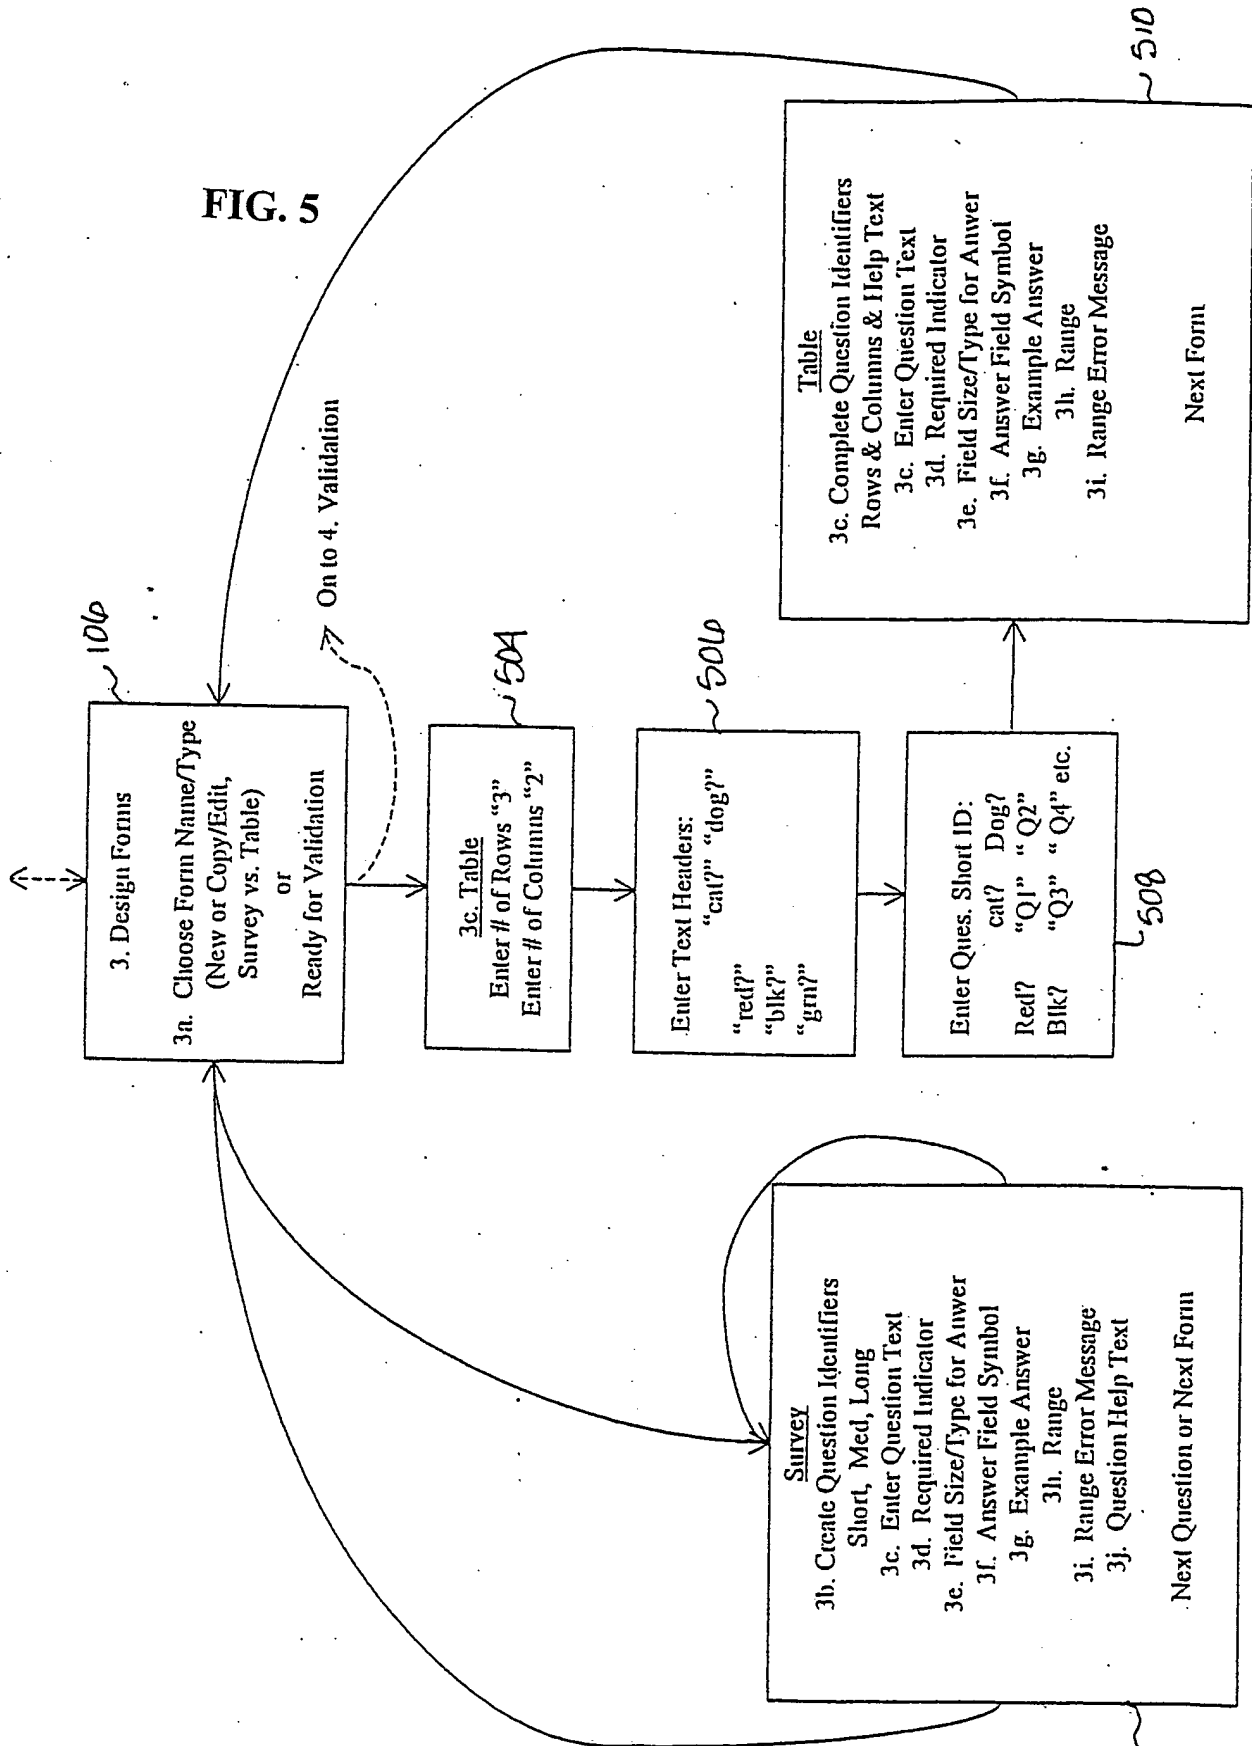 FIG. 5
106
3. Design Forms
3a. Choose Form Name/Type
(New or Copy/Edit,
Survey vs. Table)
or
Ready for Validation
On to 4. Validation
504
3c. Table
Enter # of Rows “3”
Enter # of Columns “2”
506
Enter Text Headers:
“cat?” “dog?”
“red?”
“blk?”
“grn?”
Enter Ques. Short ID:
cat? Dog?
Red? “Q1” “Q2”
Blk? “Q3” “Q4” etc.
508
Survey
3b. Create Question Identifiers
Short, Med, Long
3c. Enter Question Text
3d. Required Indicator
3e. Field Size/Type for Anwer
3f. Answer Field Symbol
3g. Example Answer
3h. Range
3i. Range Error Message
3j. Question Help Text
Next Question or Next Form
510
Table
3c. Complete Question Identifiers
Rows & Columns & Help Text
3c. Enter Question Text
3d. Required Indicator
3e. Field Size/Type for Anwer
3f. Answer Field Symbol
3g. Example Answer
3h. Range
3i. Range Error Message
Next Form